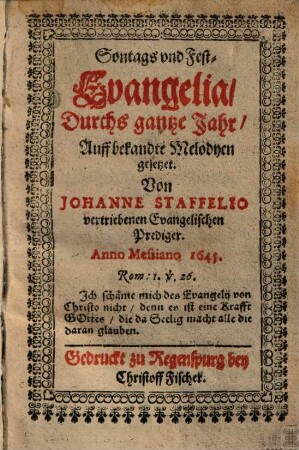 Sontags vnd Fest-
Evangelia/
Durchs gantze Jahr/
Auff bekandte Melodyen
gesetzet.
Von
JOHANNE STAFFELIO
vertriebenen Evangelischen
Prediger.
Anno Messiano 1645.
Rom: 1. ℣. 26.
Ich schäme mich des Evangelij von
Christo nicht / denn es ist eine Krafft
GOttes / die da Seelig macht alle die
daran glauben.
Gedruckt zu Regenspurg bey
Christoff Fischer.